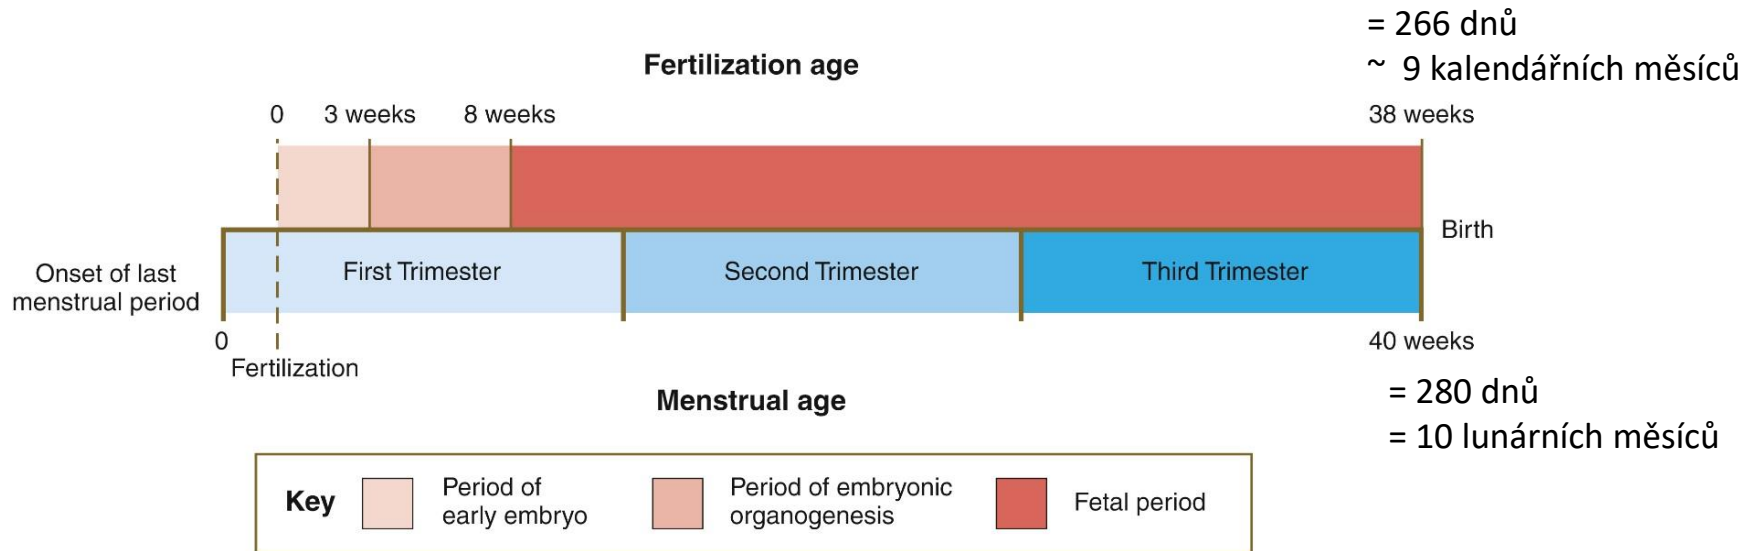 = 266 dnů
~ 9 kalendářních měsíců
Fertilization age
0
3 weeks
8 weeks
38 weeks
Birth
Onset of last
menstrual period
First Trimester
Second Trimester
Third Trimester
0
Fertilization
40 weeks
Menstrual age
= 280 dnů
= 10 lunárních měsíců
Key
Period of
early embryo
Period of embryonic
organogenesis
Fetal period